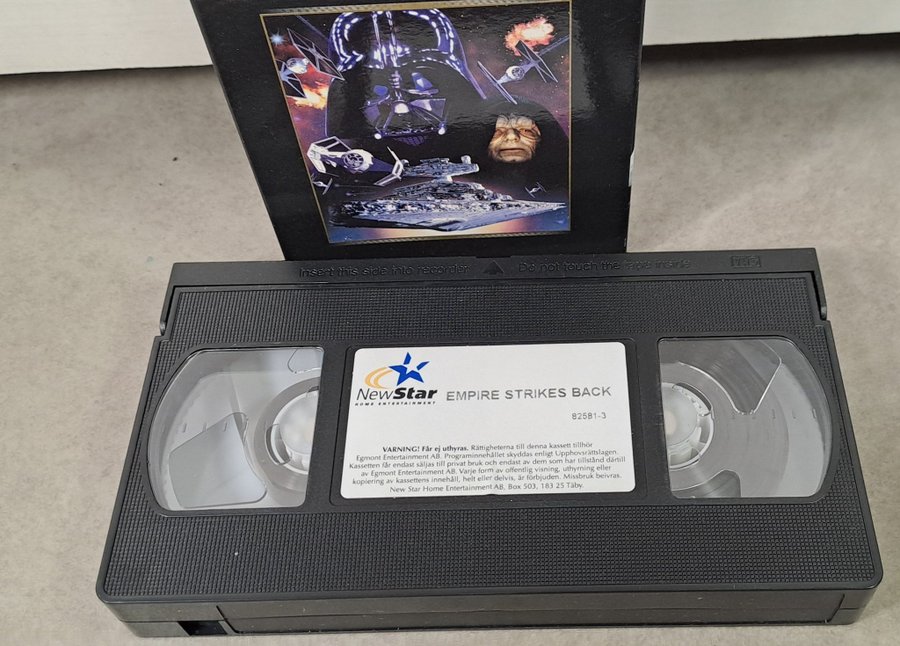 Insert this side into recorder Do not touch the tape inside VHS
NewStar
HOME ENTERTAINMENT
EMPIRE STRIKES BACK
82581-3
VARNING! Får ej uthyras. Rättigheterna till denna kassett tillhör
Egmont Entertainment AB. Programinnehållet skyddas enligt Upphovsrättslagen.
Kassetten får endast säljas till privat bruk och endast av dem som har tillstånd därtill
av Egmont Entertainment AB. Varje form av offentlig visning, uthyrning eller
kopiering av kassettens innehåll, helt eller delvis, är förbjuden. Missbruk beivras.
New Star Home Entertainment AB, Box 503, 183 25 Täby.